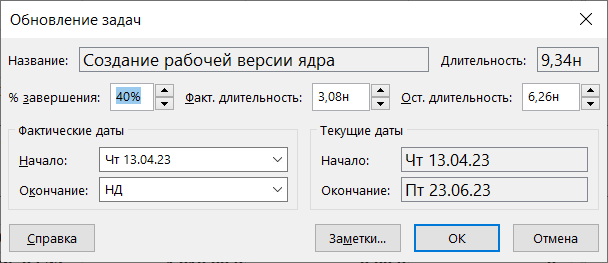 Обновление задач
Название: Создание рабочей версии ядра Длительность: 9,34н
% завершения: 40% Факт. длительность: 3,08н Ост. длительность: 6,26н
Фактические даты Текущие даты
Начало: Чт 13.04.23 Начало: Чт 13.04.23
Окончание: НД Окончание: Пт 23.06.23
Справка Заметки... ОК Отмена